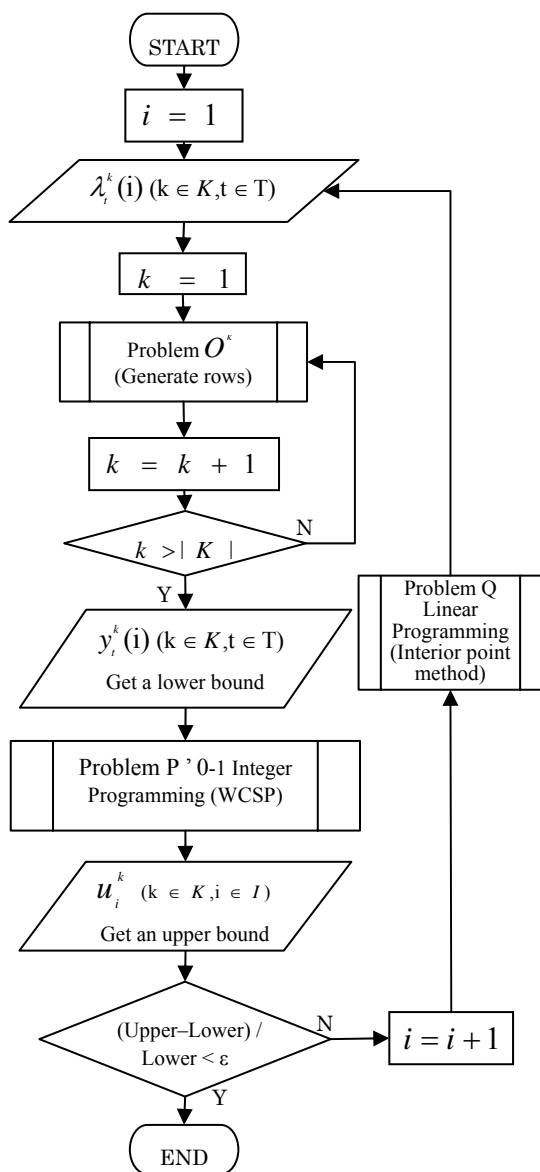 START
i = 1
λ_t^k (i) (k ∈ K,t ∈ T)
k = 1
Problem O^κ
(Generate rows)
k = k + 1
N
k >| K |
Y
y_t^k (i) (k ∈ K,t ∈ T)
Get a lower bound
Problem Q
Linear
Programming
(Interior point
method)
Problem P ’ 0-1 Integer
Programming (WCSP)
u_i^k (k ∈ K,i ∈ I)
Get an upper bound
(Upper–Lower) /
Lower < ε
N
i = i + 1
Y
END